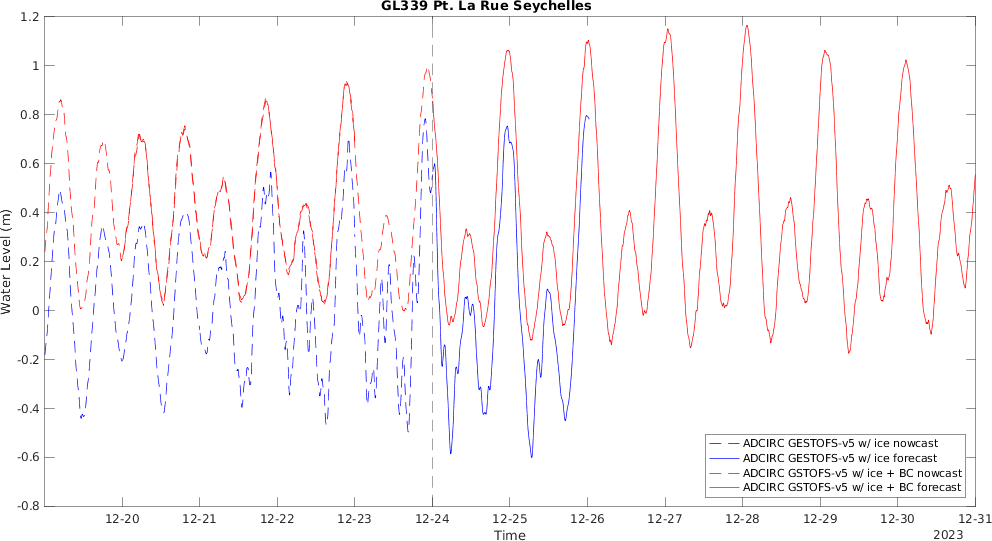 GL339 Pt. La Rue Seychelles
1.2
1
0.8
0.6
0.4
0.2
0
-0.2
-0.4
-0.6
-0.8
Water Level (m)
ADCIRC GESTOFS-v5 w/ ice nowcast
ADCIRC GESTOFS-v5 w/ ice forecast
ADCIRC GSTOFS-v5 w/ ice + BC nowcast
ADCIRC GSTOFS-v5 w/ ice + BC forecast
12-20 12-21 12-22 12-23 12-24 12-25 12-26 12-27 12-28 12-29 12-30 12-31
Time
2023